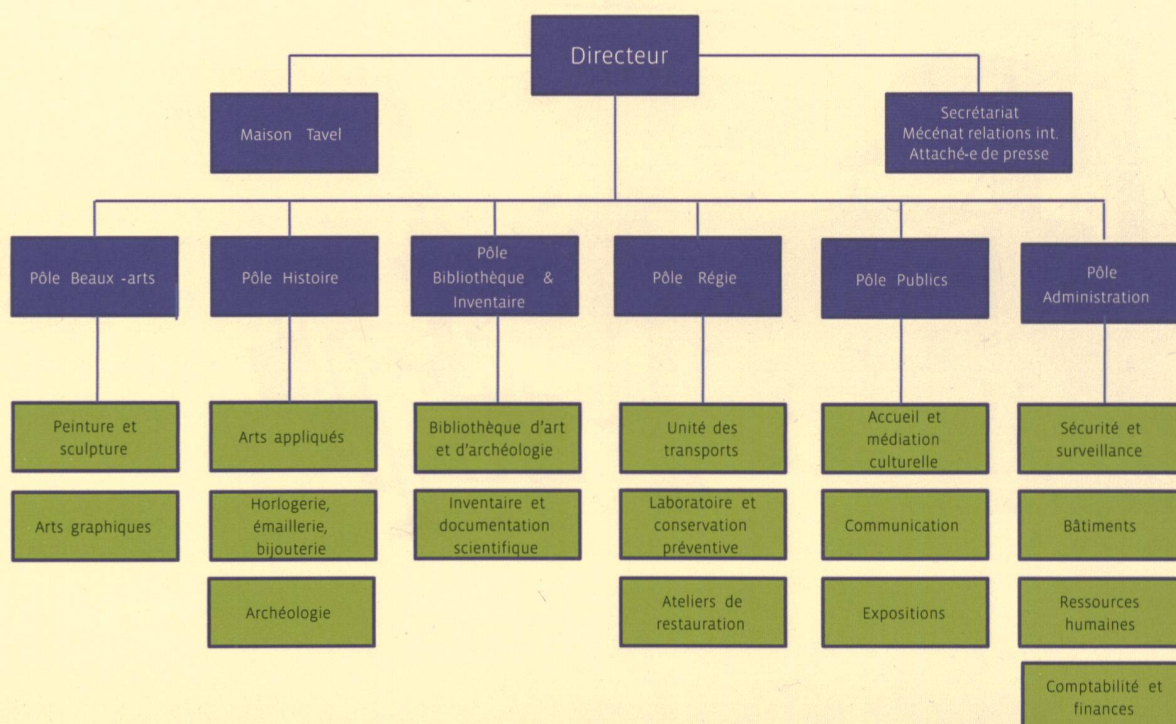 Directeur
Maison Tavel
Secrétariat
Mécénat relations int.
Attaché-e de presse
Pôle Beaux -arts
Pôle Histoire
Pôle
Bibliothèque &
Inventaire
Pôle Régie
Pôle Publics
Pôle
Administration
Peinture et
sculpture
Arts graphiques
Arts appliqués
Horlogerie,
émaillerie,
bijouterie
Archéologie
Bibliothèque d'art
et d'archéologie
Inventaire et
documentation
scientifique
Unité des
transports
Laboratoire et
conservation
préventive
Ateliers de
restauration
Accueil et
médiation
culturelle
Communication
Expositions
Sécurité et
surveillance
Bâtiments
Ressources
humaines
Comptabilité et
finances